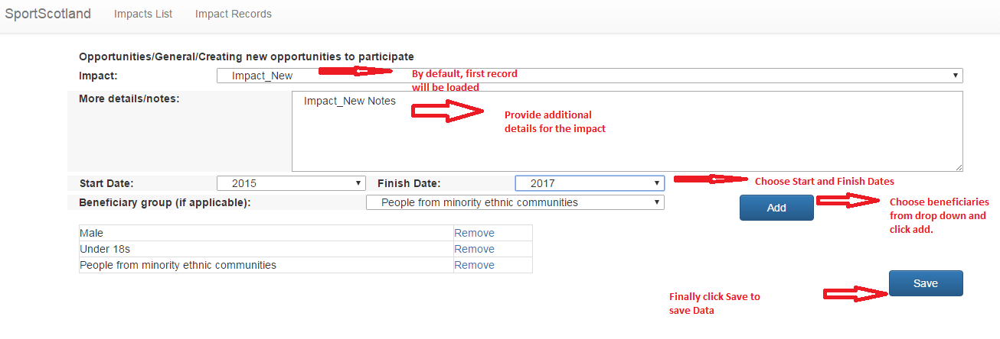 SportScotland Impacts List Impact Records
Opportunities/General/Creating new opportunities to participate
Impact: Impact_New
By default, first record
will be loaded
More details/notes: Impact_New Notes
Provide additional
details for the impact
Start Date: 2015 Finish Date: 2017
Choose Start and Finish Dates
Beneficiary group (if applicable): People from minority ethnic communities Add
Choose beneficiaries
from drop down and
click add.
Male Remove
Under 18s Remove
People from minority ethnic communities Remove
Save
Finally click Save to
save Data